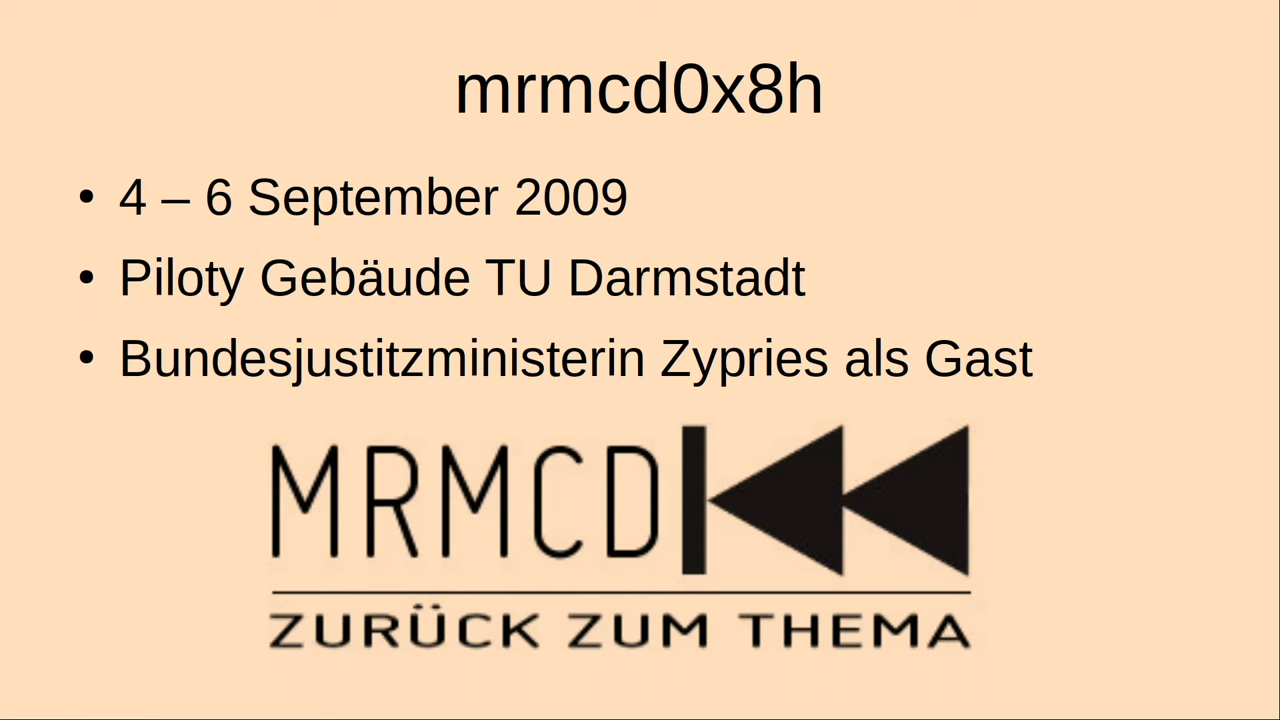 mrmcd0x8h
• 4 – 6 September 2009
• Piloty Gebäude TU Darmstadt
• Bundesjustitzministerin Zypries als Gast
MRMCD
ZURÜCK ZUM THEMA